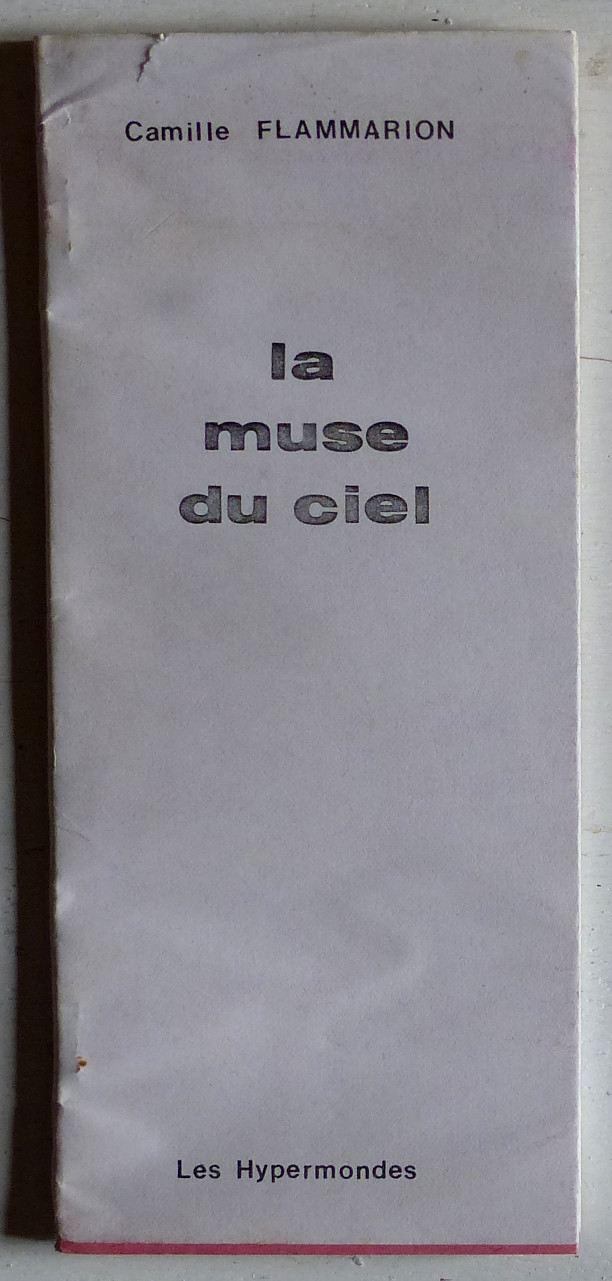 Camille FLAMMARION
la
muse
du ciel
Les Hypermondes